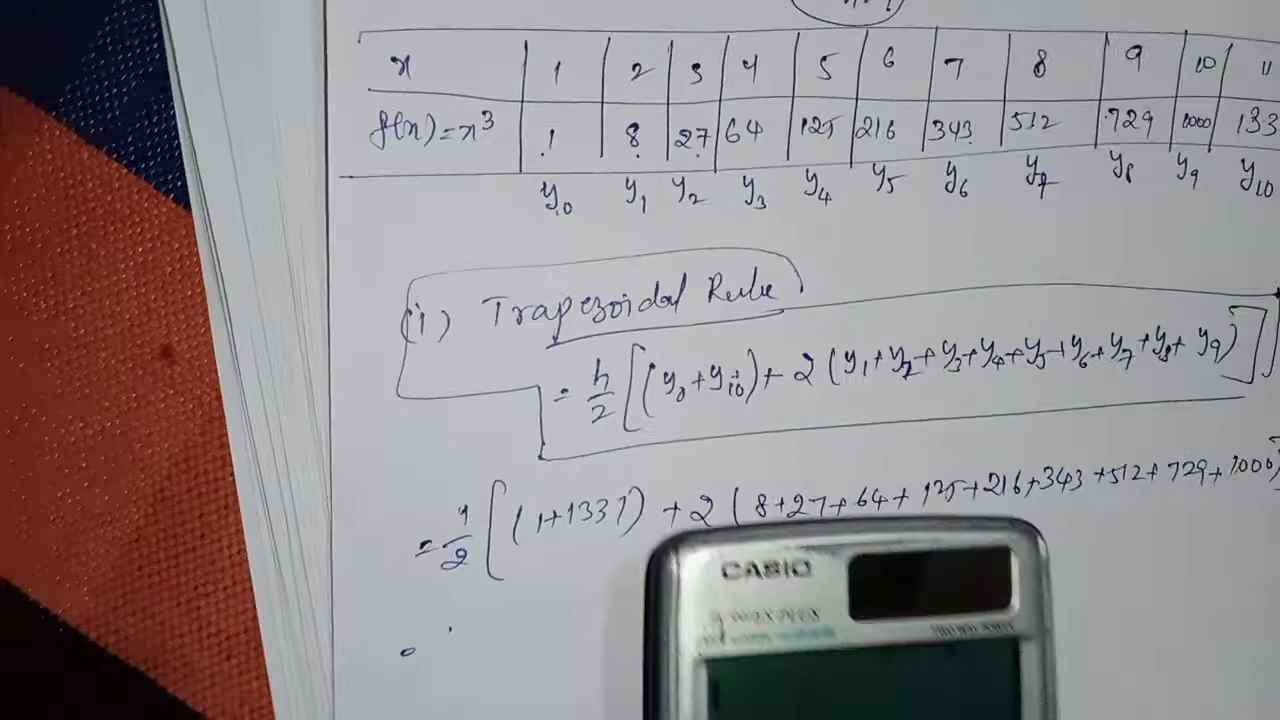 x 1 2 3 4 5 6 7 8 9 10 11
f(x) = x³ 1 8 27 64 125 216 343 512 729 1000 133
y₀ y₁ y₂ y₃ y₄ y₅ y₆ y₇ y₈ y₉ y₁₀
(i) Trapezoidal Rule
= h/2 [(y₀ + y₁₀) + 2 (y₁ + y₂ + y₃ + y₄ + y₅ + y₆ + y₇ + y₈ + y₉)]
= 1/2 [(1+1331) + 2 (8+27+64+125+216+343+512+729+1000)]
CASIO